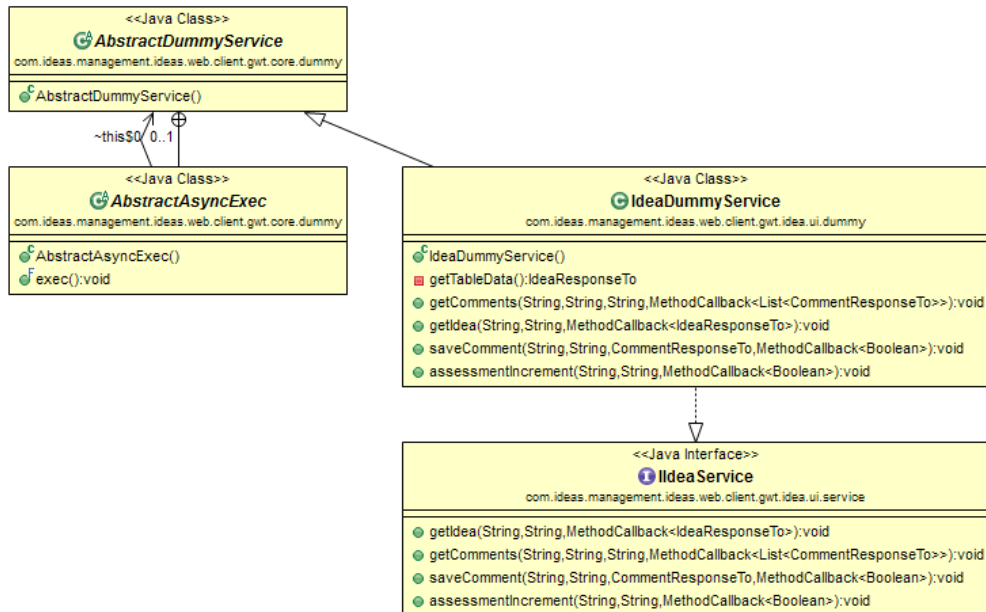 <<Java Class>>
AbstractDummyService
com.ideas.management.ideas.web.client.gwt.core.dummy
AbstractDummyService()
~this$0 0..1
<<Java Class>>
AbstractAsyncExec
com.ideas.management.ideas.web.client.gwt.core.dummy
AbstractAsyncExec()
exec():void
<<Java Class>>
IdeaDummyService
com.ideas.management.ideas.web.client.gwt.idea.ui.dummy
IdeaDummyService()
getTableData():IdeaResponseTo
getComments(String,String,String,MethodCallback<List<CommentResponseTo>>):void
getIdea(String,String,MethodCallback<IdeaResponseTo>):void
saveComment(String,String,CommentResponseTo,MethodCallback<Boolean>):void
assessmentIncrement(String,String,MethodCallback<Boolean>):void
<<Java Interface>>
IIdeaService
com.ideas.management.ideas.web.client.gwt.idea.ui.service
getIdea(String,String,MethodCallback<IdeaResponseTo>):void
getComments(String,String,String,MethodCallback<List<CommentResponseTo>>):void
saveComment(String,String,CommentResponseTo,MethodCallback<Boolean>):void
assessmentIncrement(String,String,MethodCallback<Boolean>):void